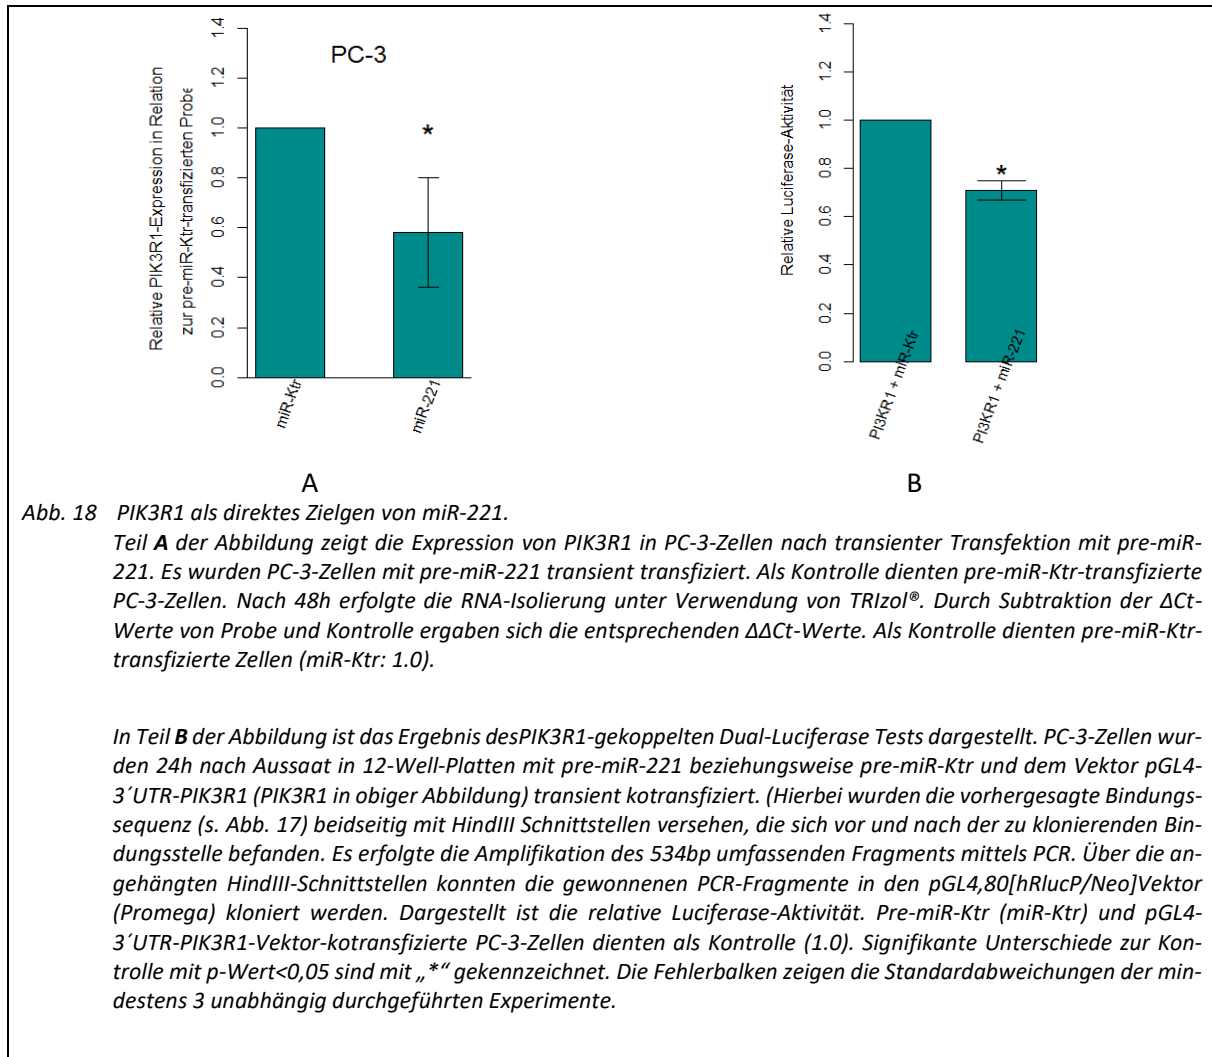 PC-3
Relative PIK3R1-Expression in Relation
zur pre-miR-Ktr-transfizierten Probe
0.0
0.2
0.4
0.6
0.8
1.0
1.2
1.4
*
miR-Ktr
miR-221
A
Relative Luciferase-Aktivität
0.0
0.2
0.4
0.6
0.8
1.0
1.2
1.4
*
PI3KR1 + miR-Ktr
PI3KR1 + miR-221
B
Abb. 18 PIK3R1 als direktes Zielgen von miR-221.
Teil A der Abbildung zeigt die Expression von PIK3R1 in PC-3-Zellen nach transienter Transfektion mit pre-miR-
221. Es wurden PC-3-Zellen mit pre-miR-221 transient transfiziert. Als Kontrolle dienten pre-miR-Ktr-transfizierte
PC-3-Zellen. Nach 48h erfolgte die RNA-Isolierung unter Verwendung von TRIzol®. Durch Subtraktion der ΔCt-
Werte von Probe und Kontrolle ergaben sich die entsprechenden ΔΔCt-Werte. Als Kontrolle dienten pre-miR-Ktr-
transfizierte Zellen (miR-Ktr: 1.0).
In Teil B der Abbildung ist das Ergebnis desPIK3R1-gekoppelten Dual-Luciferase Tests dargestellt. PC-3-Zellen wur-
den 24h nach Aussaat in 12-Well-Platten mit pre-miR-221 beziehungsweise pre-miR-Ktr und dem Vektor pGL4-
3´UTR-PIK3R1 (PIK3R1 in obiger Abbildung) transient kotransfiziert. (Hierbei wurden die vorhergesagte Bindungs-
sequenz (s. Abb. 17) beidseitig mit HindIII Schnittstellen versehen, die sich vor und nach der zu klonierenden Bin-
dungsstelle befanden. Es erfolgte die Amplifikation des 534bp umfassenden Fragments mittels PCR. Über die an-
gehängten HindIII-Schnittstellen konnten die gewonnenen PCR-Fragmente in den pGL4,80[hRlucP/Neo]Vektor
(Promega) kloniert werden. Dargestellt ist die relative Luciferase-Aktivität. Pre-miR-Ktr (miR-Ktr) und pGL4-
3´UTR-PIK3R1-Vektor-kotransfizierte PC-3-Zellen dienten als Kontrolle (1.0). Signifikante Unterschiede zur Kon-
trolle mit p-Wert<0,05 sind mit „*“ gekennzeichnet. Die Fehlerbalken zeigen die Standardabweichungen der min-
destens 3 unabhängig durchgeführten Experimente.